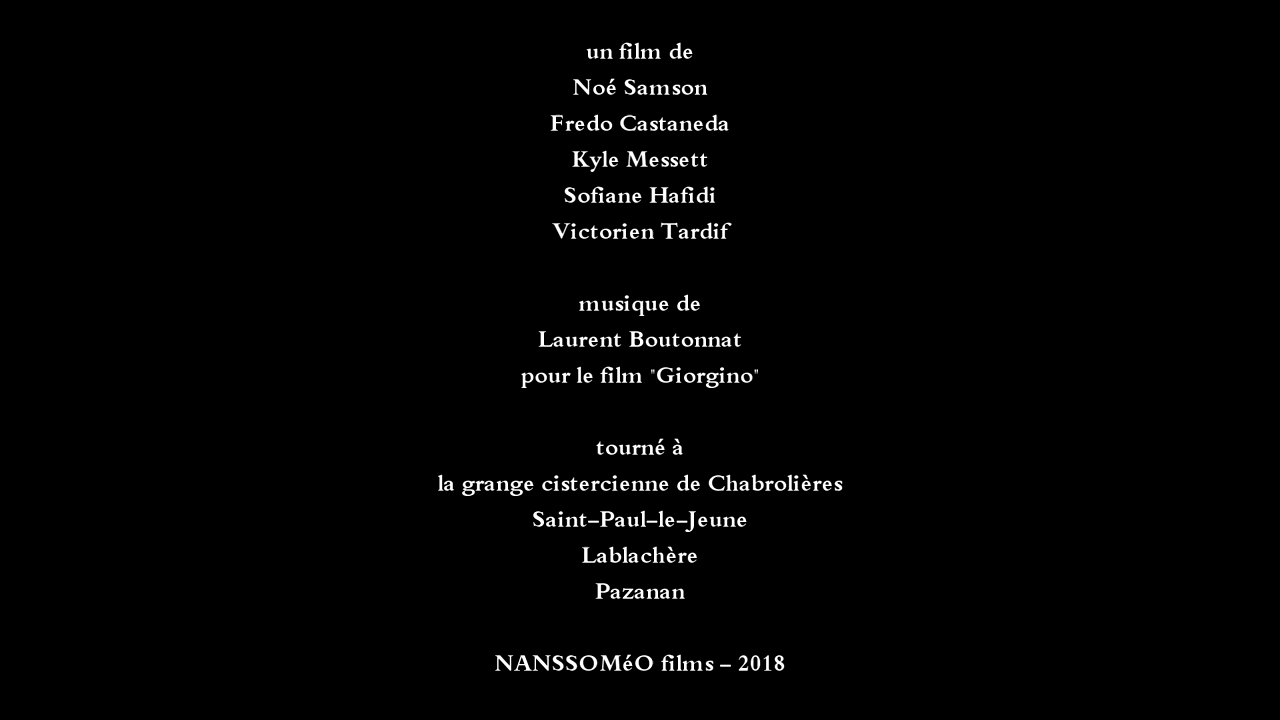 un film de
Noé Samson
Fredo Castaneda
Kyle Messett
Sofiane Hafidi
Victorien Tardif
musique de
Laurent Boutonnat
pour le film "Giorgino"
tourné à
la grange cistercienne de Chabrolières
Saint-Paul-le-Jeune
Lablachère
Pazanan
NANSSOMéO films - 2018